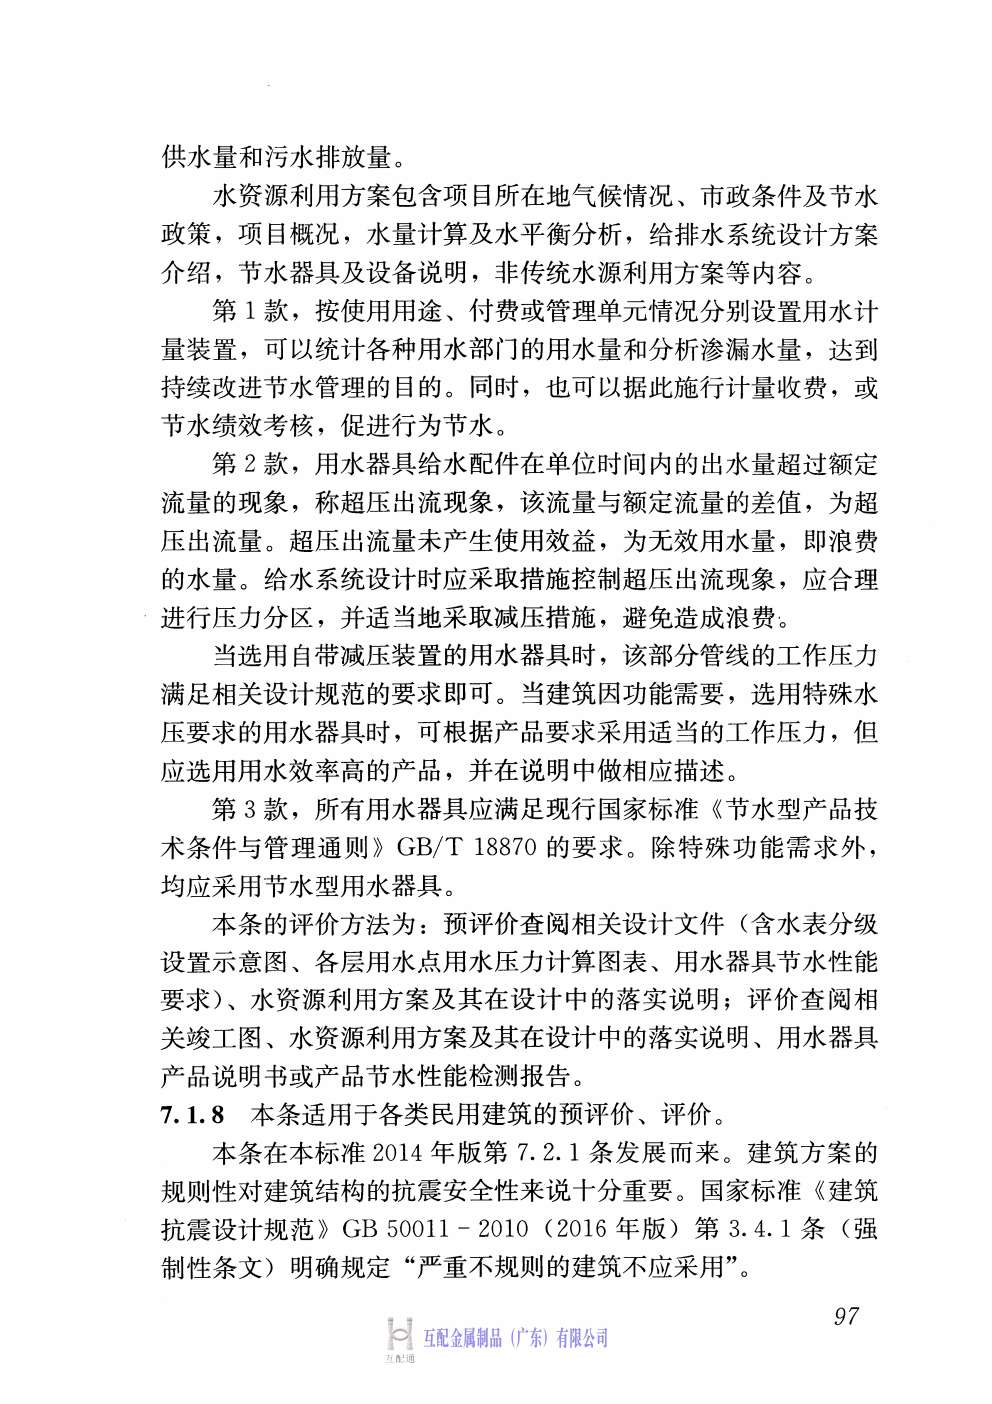 供水量和污水排放量。
水资源利用方案包含项目所在地气候情况、市政条件及节水
政策，项目概况，水量计算及水平衡分析，给排水系统设计方案
介绍，节水器具及设备说明，非传统水源利用方案等内容。
第 1 款，按使用用途、付费或管理单元情况分别设置用水计
量装置，可以统计各种用水部门的用水量和分析渗漏水量，达到
持续改进节水管理的目的。同时，也可以据此施行计量收费，或
节水绩效考核，促进行为节水。
第 2 款，用水器具给水配件在单位时间内的出水量超过额定
流量的现象，称超压出流现象，该流量与额定流量的差值，为超
压出流量。超压出流量未产生使用效益，为无效用水量，即浪费
的水量。给水系统设计时应采取措施控制超压出流现象，应合理
进行压力分区，并适当地采取减压措施，避免造成浪费。
当选用自带减压装置的用水器具时，该部分管线的工作压力
满足相关设计规范的要求即可。当建筑因功能需要，选用特殊水
压要求的用水器具时，可根据产品要求采用适当的工作压力，但
应选用用水效率高的产品，并在说明中做相应描述。
第 3 款，所有用水器具应满足现行国家标准《节水型产品技
术条件与管理通则》GB/T 18870 的要求。除特殊功能需求外，
均应采用节水型用水器具。
本条的评价方法为：预评价查阅相关设计文件（含水表分级
设置示意图、各层用水点用水压力计算图表、用水器具节水性能
要求）、水资源利用方案及其在设计中的落实说明；评价查阅相
关竣工图、水资源利用方案及其在设计中的落实说明、用水器具
产品说明书或产品节水性能检测报告。
7.1.8 本条适用于各类民用建筑的预评价、评价。
本条在本标准 2014 年版第 7.2.1 条发展而来。建筑方案的
规则性对建筑结构的抗震安全性来说十分重要。国家标准《建筑
抗震设计规范》GB 50011－2010（2016 年版）第 3.4.1 条（强
制性条文）明确规定“严重不规则的建筑不应采用”。
97
互配金属制品（广东）有限公司
互配通